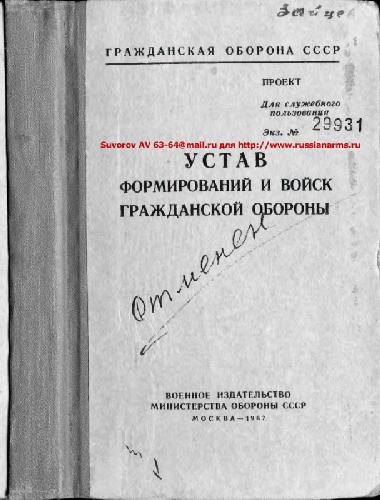 Зайцев
ГРАЖДАНСКАЯ ОБОРОНА СССР
ПРОЕКТ
Для служебного
пользования
Экз. № 29931
Suvorov AV 63-64@mail.ru для http://www.russianarms.ru
УСТАВ
ФОРМИРОВАНИЙ И ВОЙСК
ГРАЖДАНСКОЙ ОБОРОНЫ
Отменен
ВОЕННОЕ ИЗДАТЕЛЬСТВО
МИНИСТЕРСТВА ОБОРОНЫ СССР
МОСКВА—1967